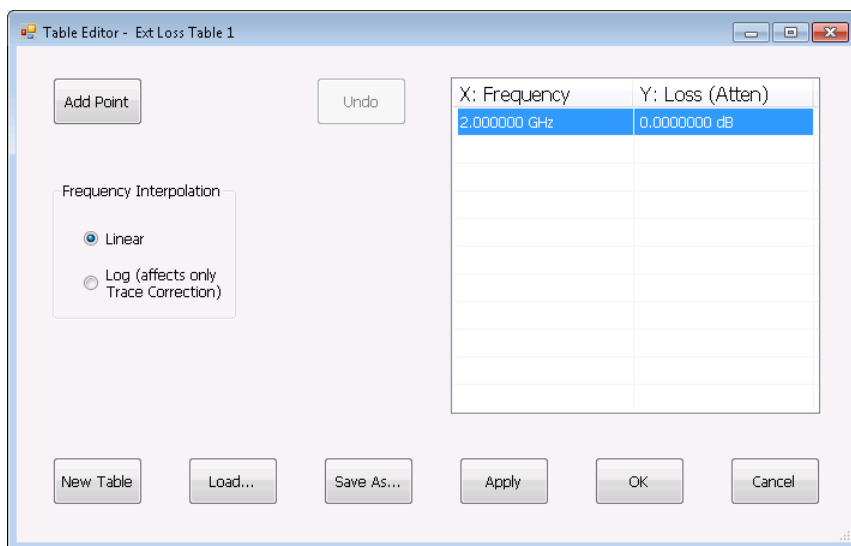 Table Editor - Ext Loss Table 1
Add Point
Undo
X: Frequency
Y: Loss (Atten)
2.000000 GHz
0.0000000 dB
Frequency Interpolation
Linear
Log (affects only
Trace Correction)
New Table
Load...
Save As...
Apply
OK
Cancel